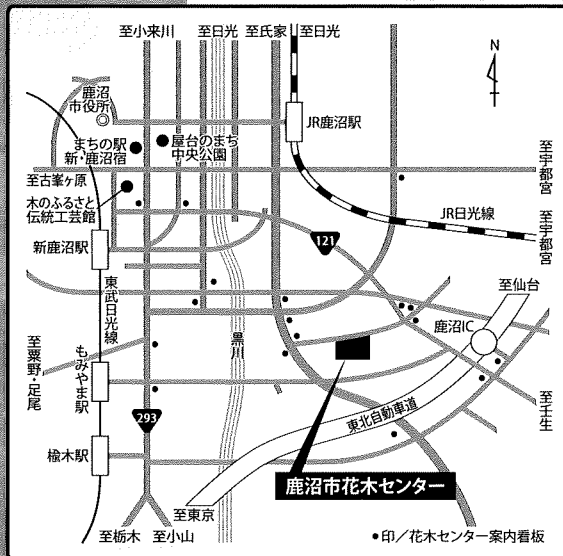 至小来川
至日光
至氏家
至日光
N
鹿沼
市役所
JR鹿沼駅
まちの駅
新・鹿沼宿
屋台のまち
中央公園
至宇都宮
至古峯ヶ原
木のふるさと
伝統工芸館
JR日光線
至宇都宮
新鹿沼駅
121
至仙台
東武日光線
鹿沼IC
黒川
至粟野・足尾
もみやま駅
至壬生
東北自動車道
293
楡木駅
鹿沼市花木センター
至東京
至栃木
至小山
●印/花木センター案内看板